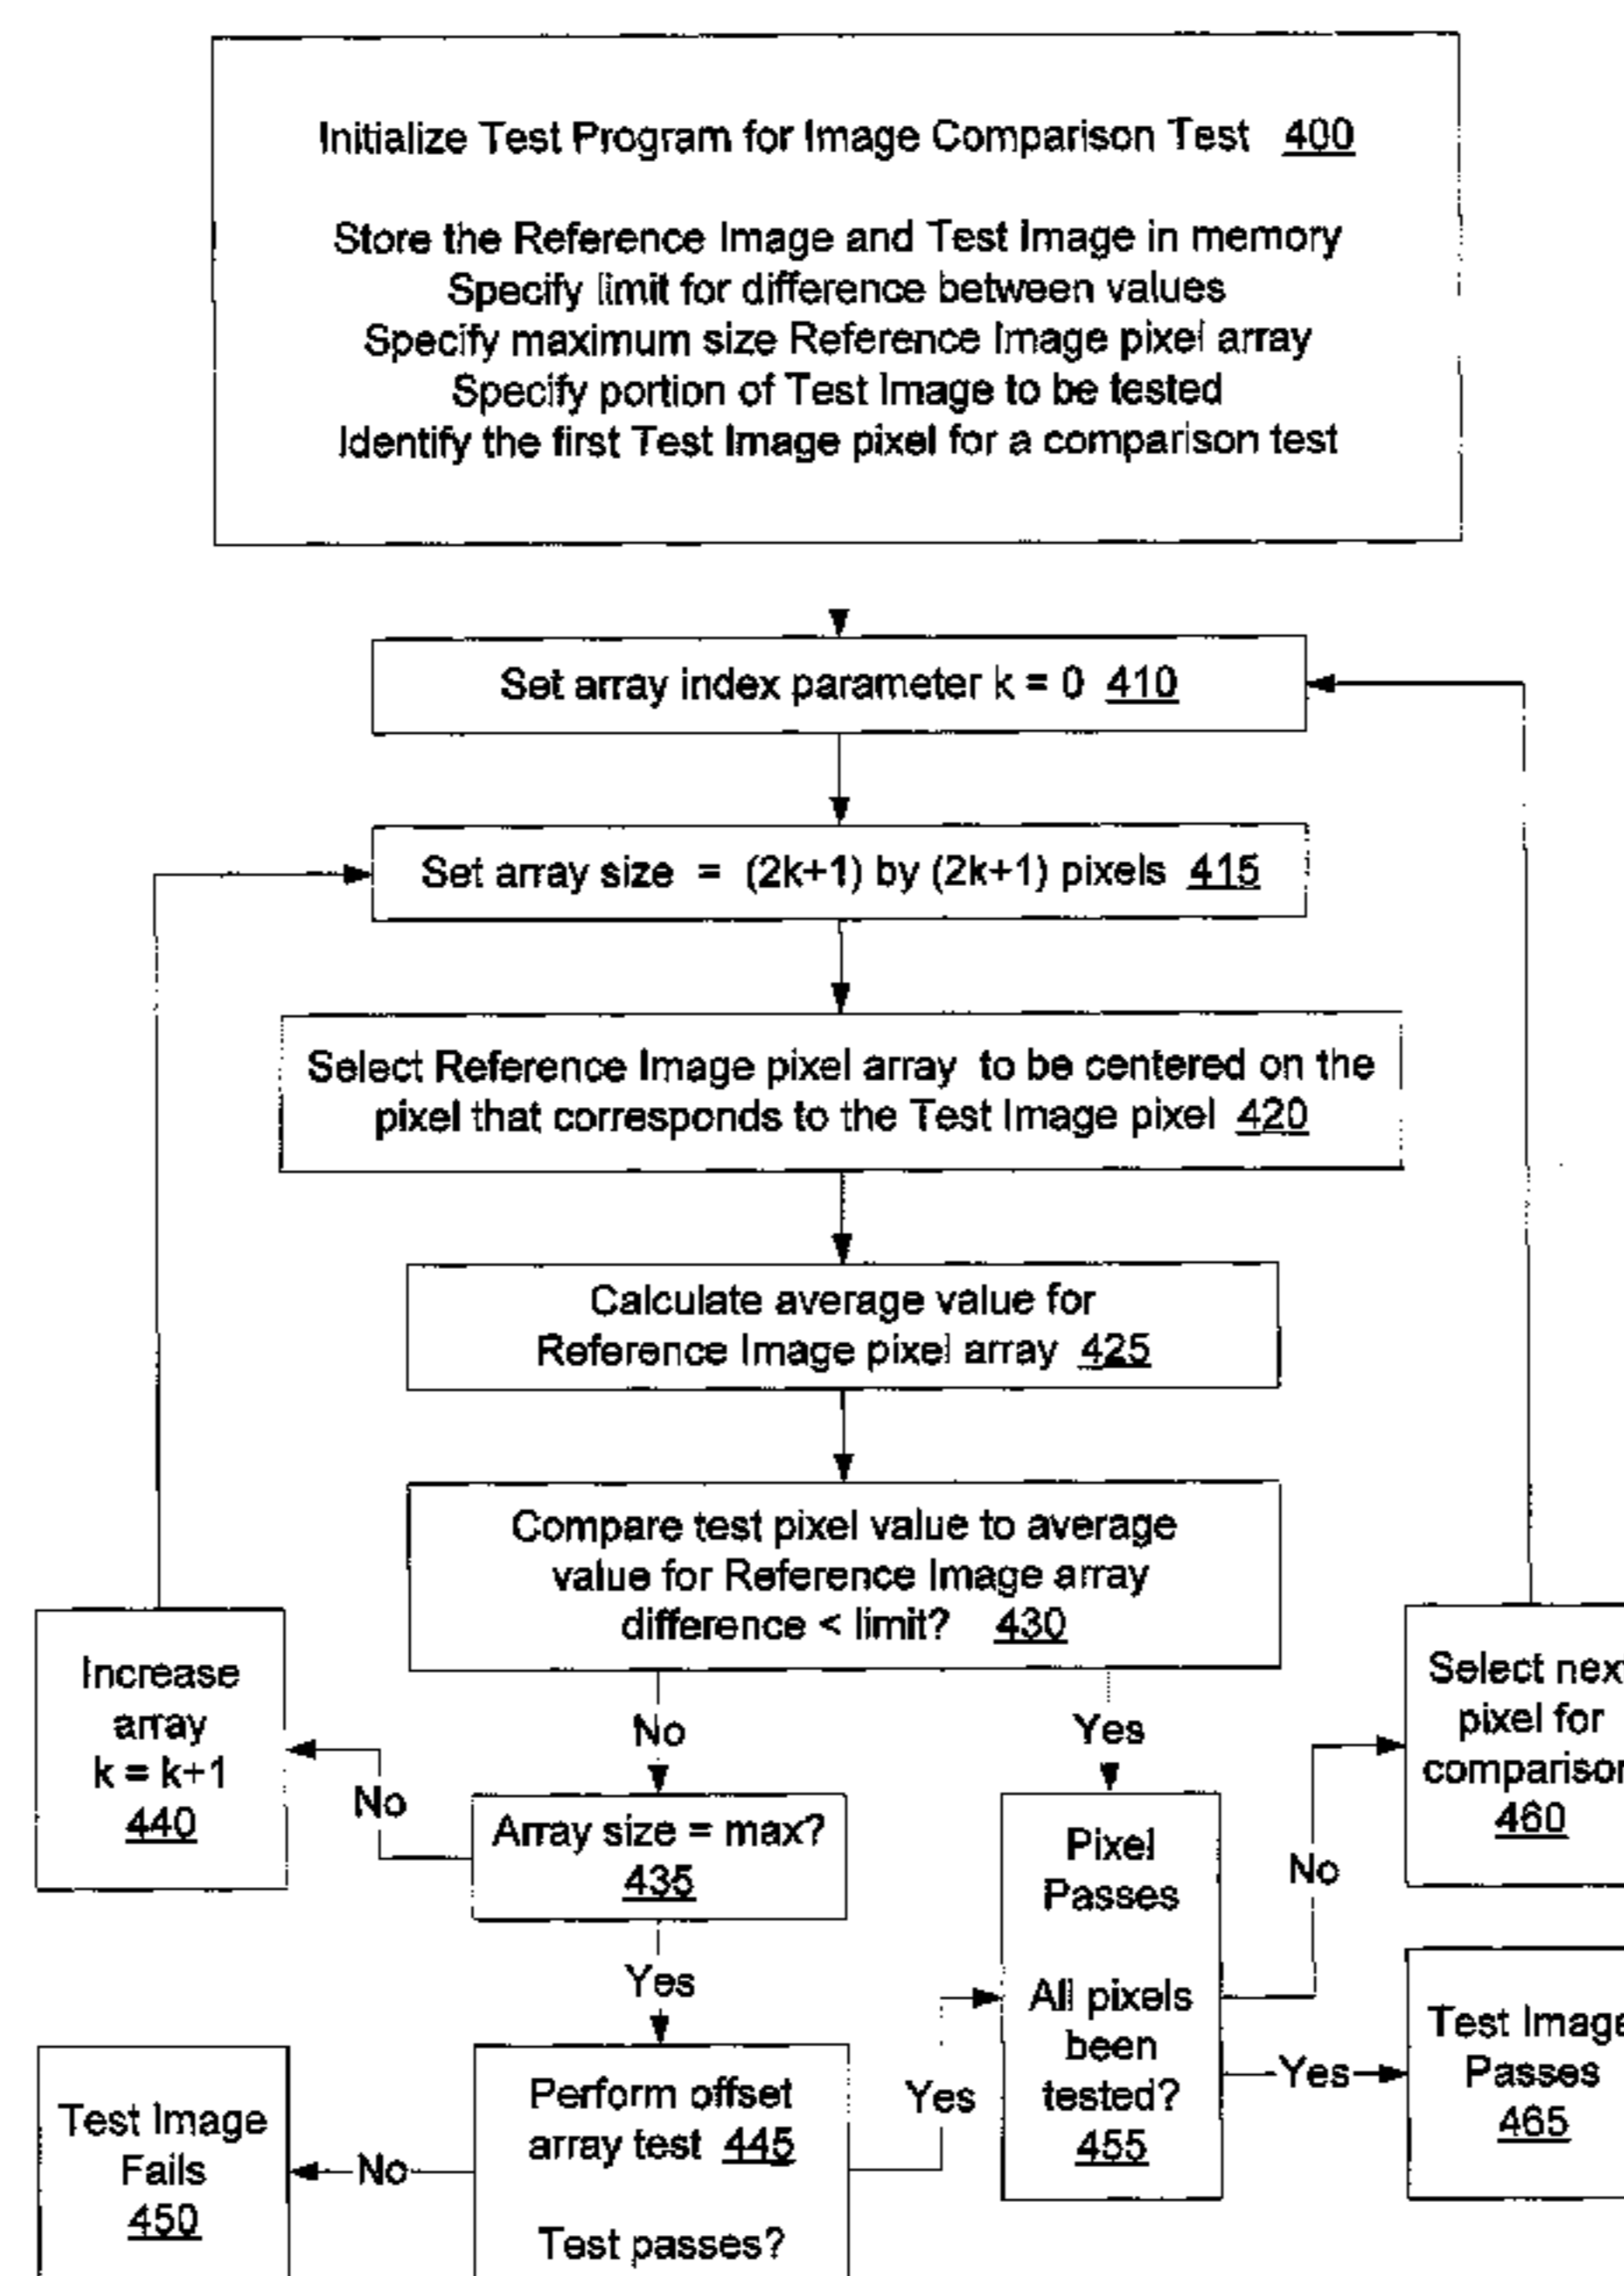 Initialize Test Program for Image Comparison Test 400
Store the Reference Image and Test Image in memory
Specify limit for difference between values
Specify maximum size Reference Image pixel array
Specify portion of Test Image to be tested
Identify the first Test Image pixel for a comparison test
Set array index parameter k = 0 410
Set array size = (2k+1) by (2k+1) pixels 415
Select Reference Image pixel array to be centered on the
pixel that corresponds to the Test Image pixel 420
Calculate average value for
Reference Image pixel array 425
Compare test pixel value to average
value for Reference Image array
difference < limit? 430
Increase
array
k = k+1
440
No
No
Array size = max?
435
Yes
Perform offset
array test 445
Test passes?
No
Test Image
Fails
450
Yes
Yes
Pixel
Passes
All pixels
been
tested?
455
No
Select nex
pixel for
comparison
460
Yes
Test Image
Passes
465